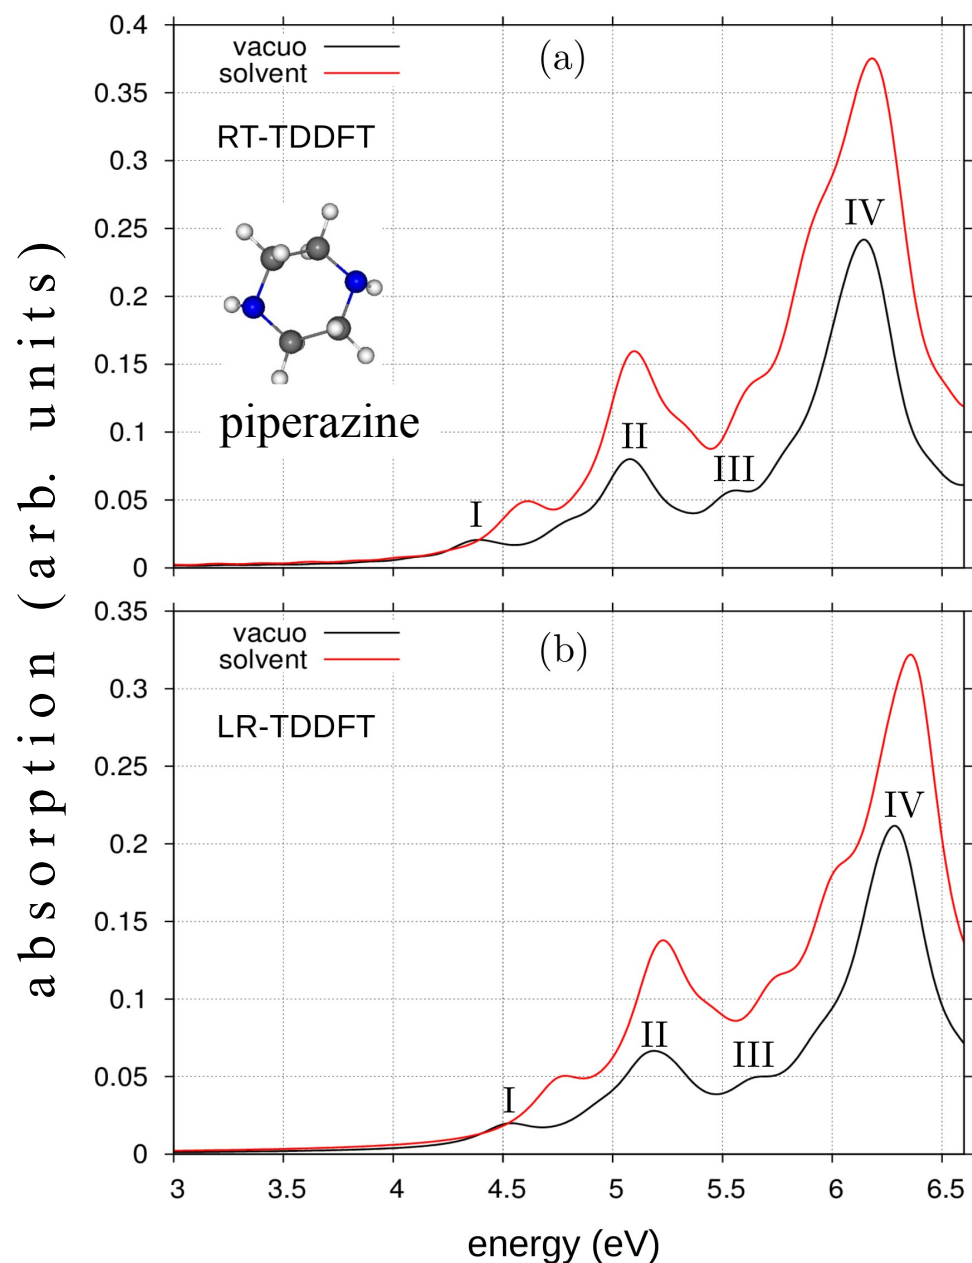 0.4
vacuo
solvent
(a)
0.35
RT-TDDFT
0.3
0.25
IV
0.2
0.15
piperazine
0.1
II
III
0.05
I
0
absorption (arb. units)
0.35
vacuo
solvent
(b)
0.3
LR-TDDFT
0.25
IV
0.2
0.15
0.1
II
III
0.05
I
0
3 3.5 4 4.5 5 5.5 6 6.5
energy (eV)